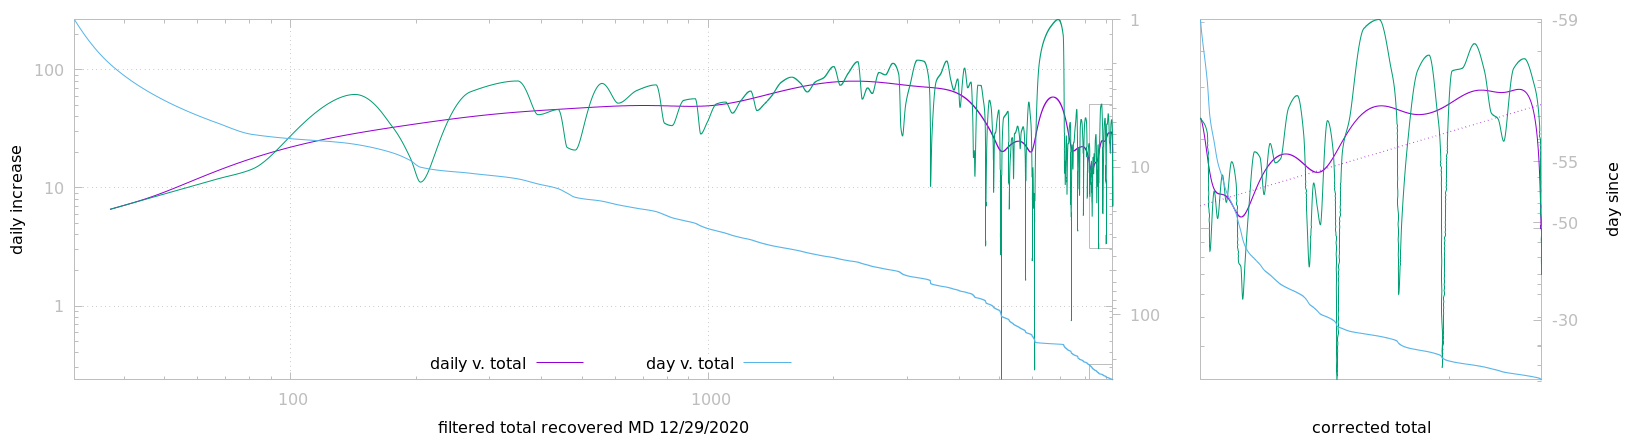 1
-59
100
daily increase
-55
10
10
-50
day since
1
100
-30
daily v. total
day v. total
100
1000
filtered total recovered MD 12/29/2020
corrected total